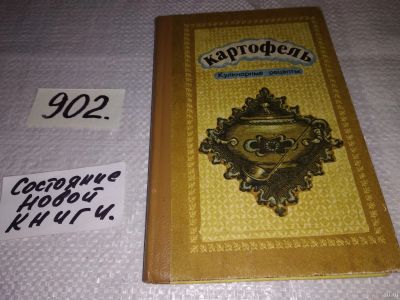 902.
Состояние
новой
книги.
картофель
Кулинарные рецепты